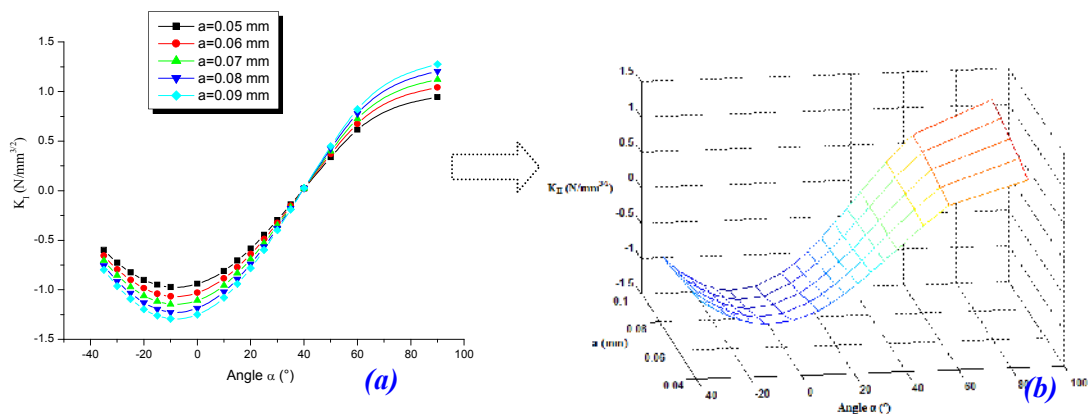 a=0.05 mm
a=0.06 mm
a=0.07 mm
a=0.08 mm
a=0.09 mm
1.5
1.0
0.5
0.0
-0.5
-1.0
-1.5
K_I (N/mm^3/2)
-40 -20 0 20 40 60 80 100
Angle α (°)
(a)
1.5
1
0.5
0
-0.5
-1
-1.5
K_II (N/mm^3/2)
0.1
0.08
0.06
0.04
a (mm)
40 -20 0 20 40 60 80 100
Angle α (°)
(b)